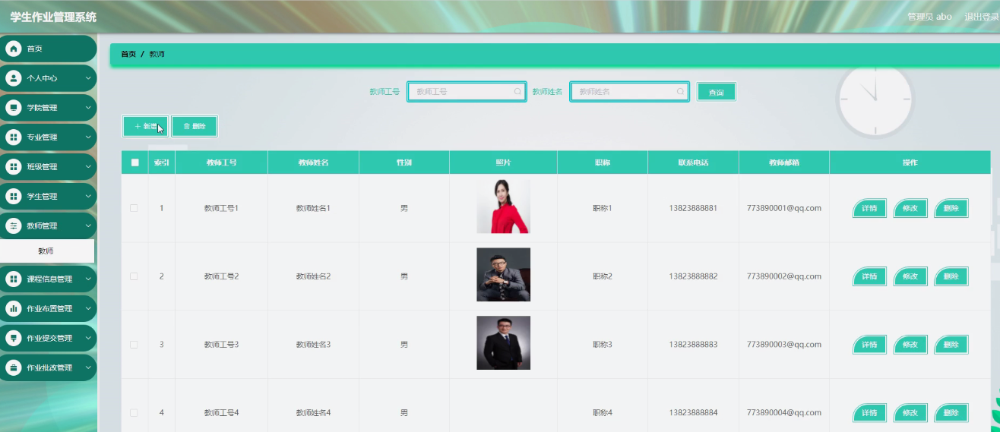 学生作业管理系统
管理员 abo 退出登录
首页
个人中心
学院管理
专业管理
班级管理
学生管理
教师管理
教师
课程信息管理
作业布置管理
作业提交管理
作业批改管理
首页 / 教师
教师工号 教师工号 教师姓名 教师姓名 查询
新增 删除
索引 教师工号 教师姓名 性别 照片 职称 联系电话 教师邮箱 操作
1 教师工号1 教师姓名1 男 职称1 13823888881 773890001@qq.com 详情 修改 删除
2 教师工号2 教师姓名2 男 职称2 13823888882 773890002@qq.com 详情 修改 删除
3 教师工号3 教师姓名3 男 职称3 13823888883 773890003@qq.com 详情 修改 删除
4 教师工号4 教师姓名4 男 职称4 13823888884 773890004@qq.com 详情 修改 删除